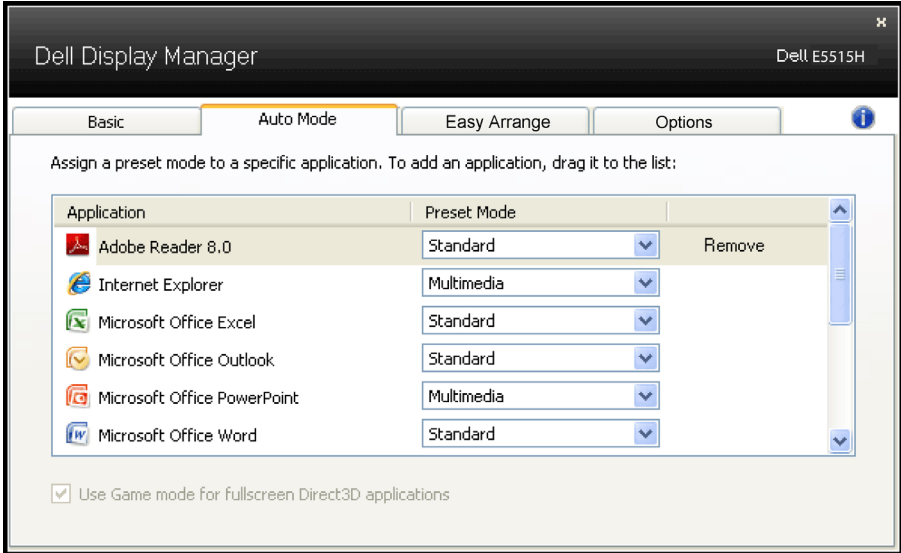 x
Dell Display Manager
Dell E5515H
Basic Auto Mode Easy Arrange Options i
Assign a preset mode to a specific application. To add an application, drag it to the list:
Application Preset Mode
Adobe Reader 8.0 Standard Remove
Internet Explorer Multimedia
Microsoft Office Excel Standard
Microsoft Office Outlook Standard
Microsoft Office PowerPoint Multimedia
Microsoft Office Word Standard
Use Game mode for fullscreen Direct3D applications